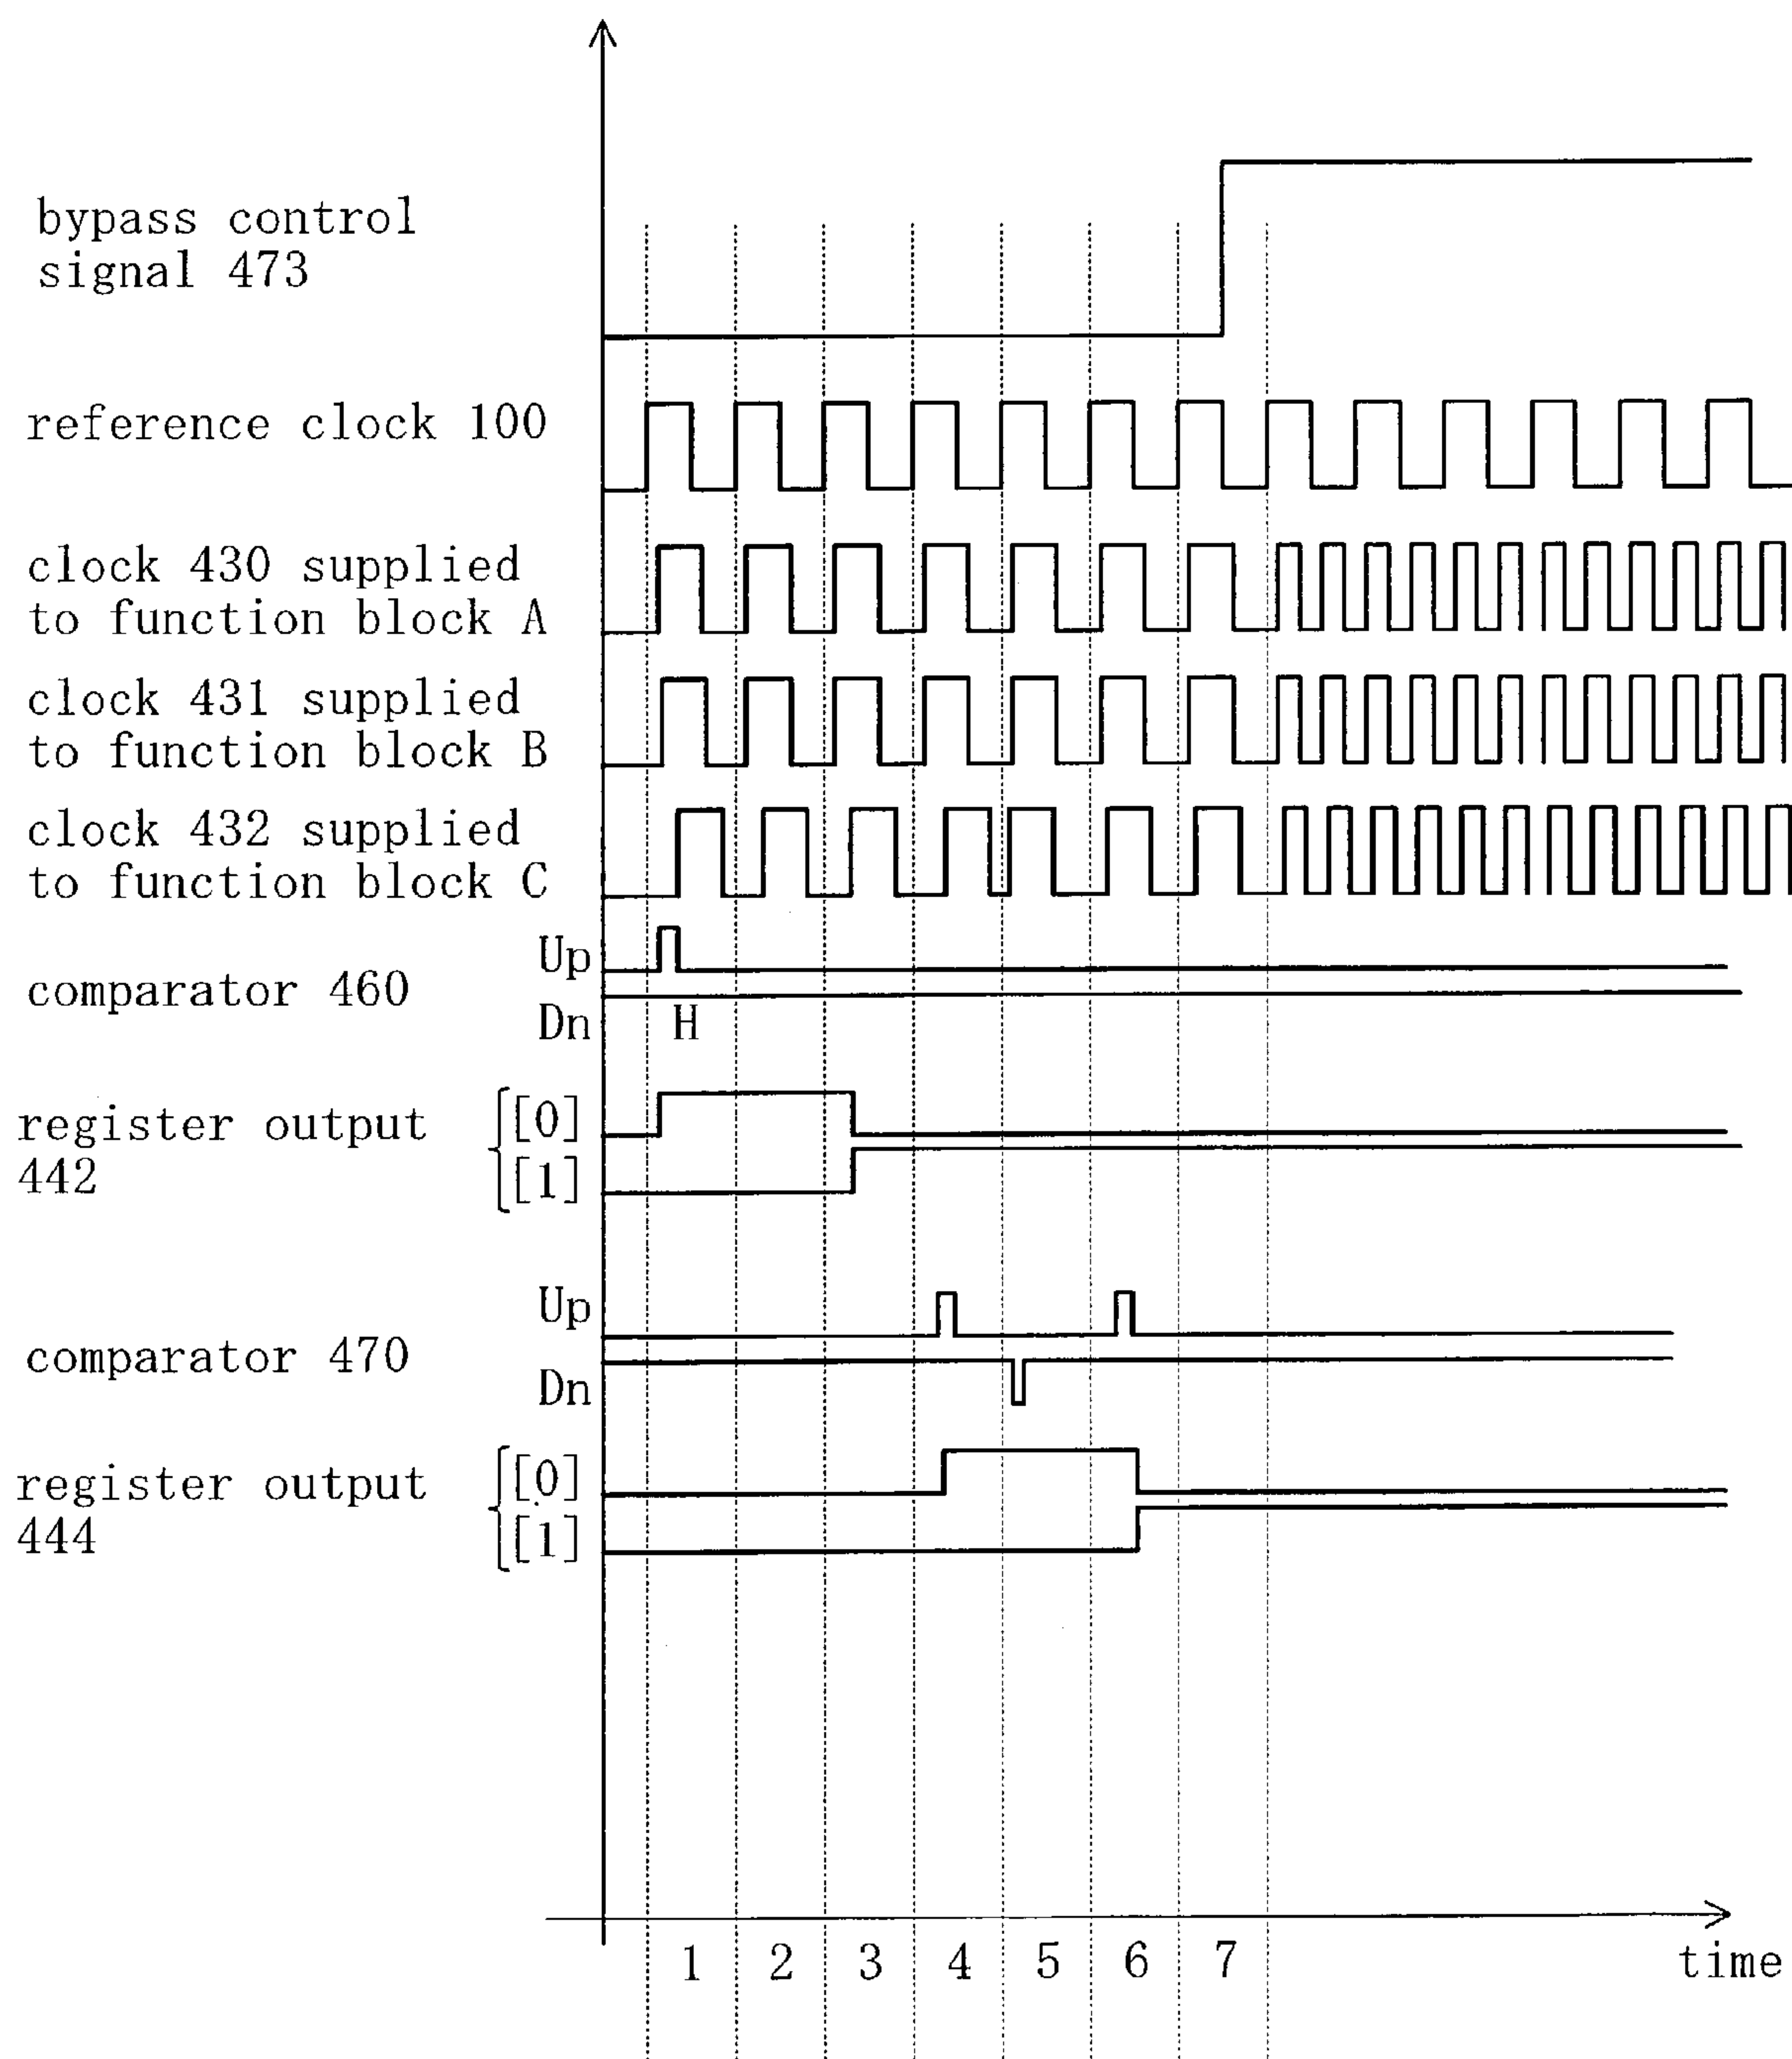 bypass control
signal 473
reference clock 100
clock 430 supplied
to function block A
clock 431 supplied
to function block B
clock 432 supplied
to function block C
Up
comparator 460
Dn H
register output [0]
442 [1]
Up
comparator 470
Dn
register output [0]
444 [1]
1 2 3 4 5 6 7 time